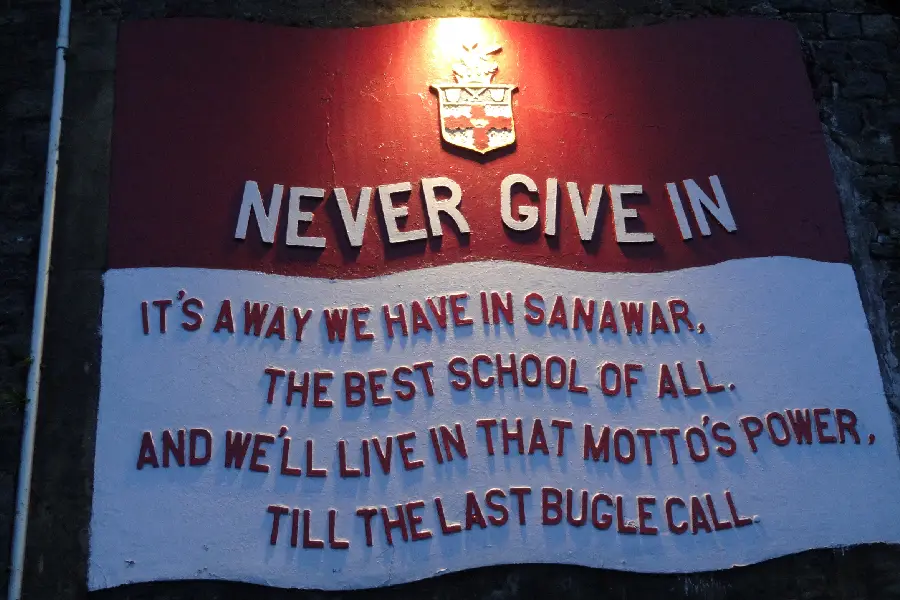 NEVER GIVE IN
IT'S A WAY WE HAVE IN SANAWAR,
THE BEST SCHOOL OF ALL.
AND WE'LL LIVE IN THAT MOTTO'S POWER,
TILL THE LAST BUGLE CALL.